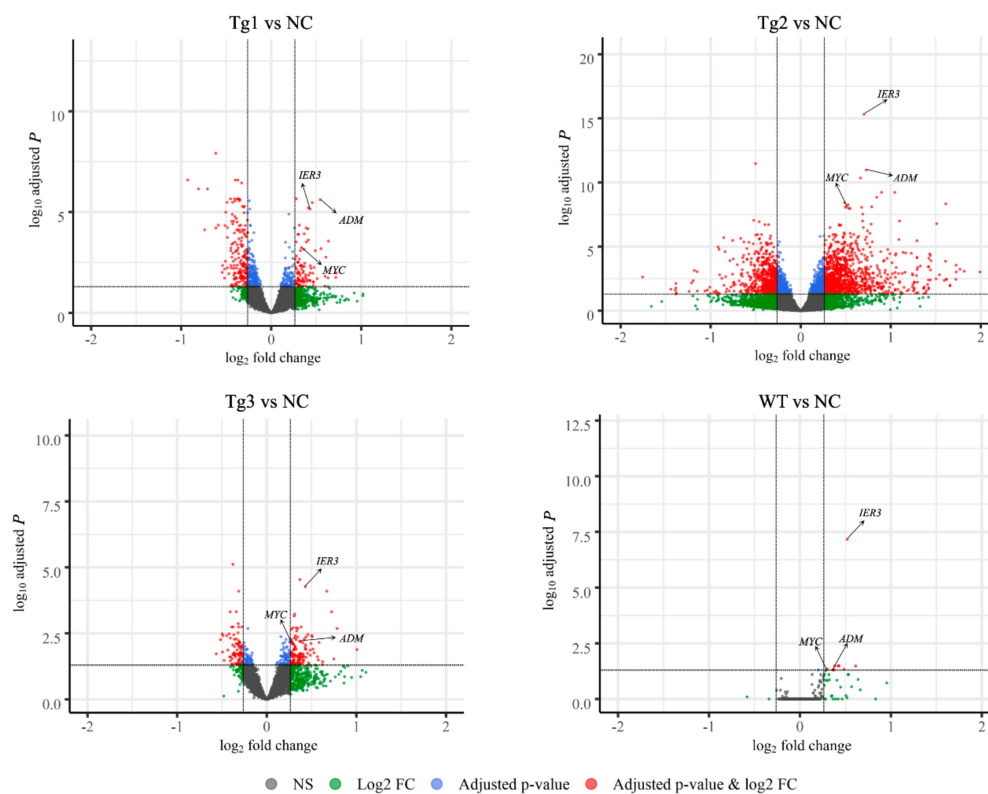 Tg1 vs NC
log10 adjusted P
10
5
0
IER3
ADM
MYC
-2 -1 0 1 2
log2 fold change
Tg2 vs NC
log10 adjusted P
20
15
10
5
0
IER3
MYC
ADM
-2 -1 0 1 2
log2 fold change
Tg3 vs NC
log10 adjusted P
10.0
7.5
5.0
2.5
0.0
IER3
MYC
ADM
-2 -1 0 1 2
log2 fold change
WT vs NC
log10 adjusted P
12.5
10.0
7.5
5.0
2.5
0.0
IER3
MYC ADM
-2 -1 0 1 2
log2 fold change
NS Log2 FC Adjusted p-value Adjusted p-value & log2 FC